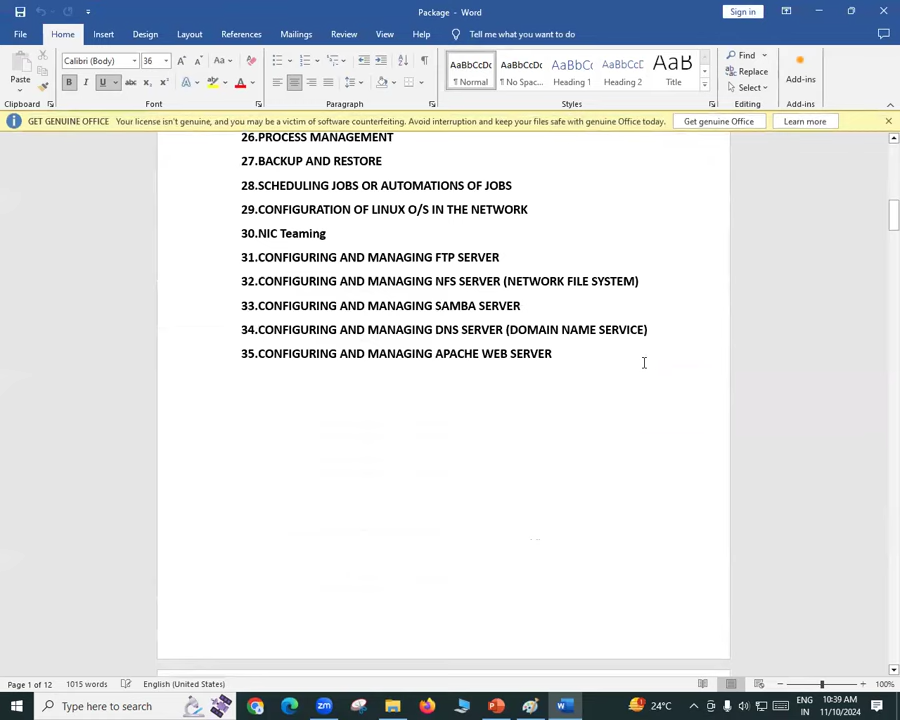 Package - Word
Sign in
File Home Insert Design Layout References Mailings Review View Help Tell me what you want to do
Calibri (Body) 36
Paste
B I U abc x₂ x² A A
AaBbCcDc AaBbCcDc AaBbCc AaBbCcD AaB
¶ Normal ¶ No Spac... Heading 1 Heading 2 Title
Find
Replace
Select
Add-ins
Clipboard Font Paragraph Styles Editing Add-ins
GET GENUINE OFFICE Your license isn't genuine, and you may be a victim of software counterfeiting. Avoid interruption and keep your files safe with genuine Office today. Get genuine Office Learn more
26.PROCESS MANAGEMENT
27.BACKUP AND RESTORE
28.SCHEDULING JOBS OR AUTOMATIONS OF JOBS
29.CONFIGURATION OF LINUX O/S IN THE NETWORK
30.NIC Teaming
31.CONFIGURING AND MANAGING FTP SERVER
32.CONFIGURING AND MANAGING NFS SERVER (NETWORK FILE SYSTEM)
33.CONFIGURING AND MANAGING SAMBA SERVER
34.CONFIGURING AND MANAGING DNS SERVER (DOMAIN NAME SERVICE)
35.CONFIGURING AND MANAGING APACHE WEB SERVER
Page 1 of 12 1015 words English (United States) 100%
Type here to search
24°C
ENG
IN
10:39 AM
11/10/2024